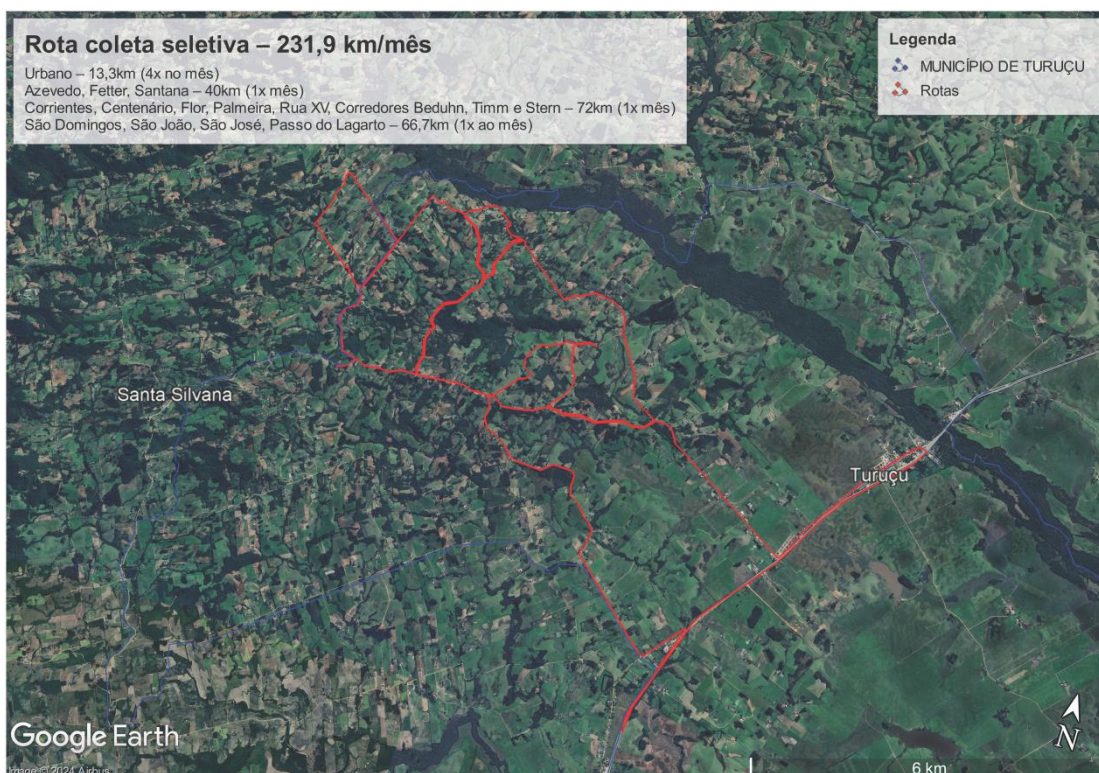 Rota coleta seletiva – 231,9 km/mês
Urbano – 13,3km (4x no mês)
Azevedo, Fetter, Santana – 40km (1x mês)
Corrientes, Centenário, Flor, Palmeira, Rua XV, Corredores Beduhn, Timm e Stern – 72km (1x mês)
São Domingos, São João, São José, Passo do Lagarto – 66,7km (1x ao mês)
Legenda
MUNICÍPIO DE TURUÇU
Rotas
Santa Silvana
Turuçu
Google Earth
Image © 2024 Airbus
6 km
N